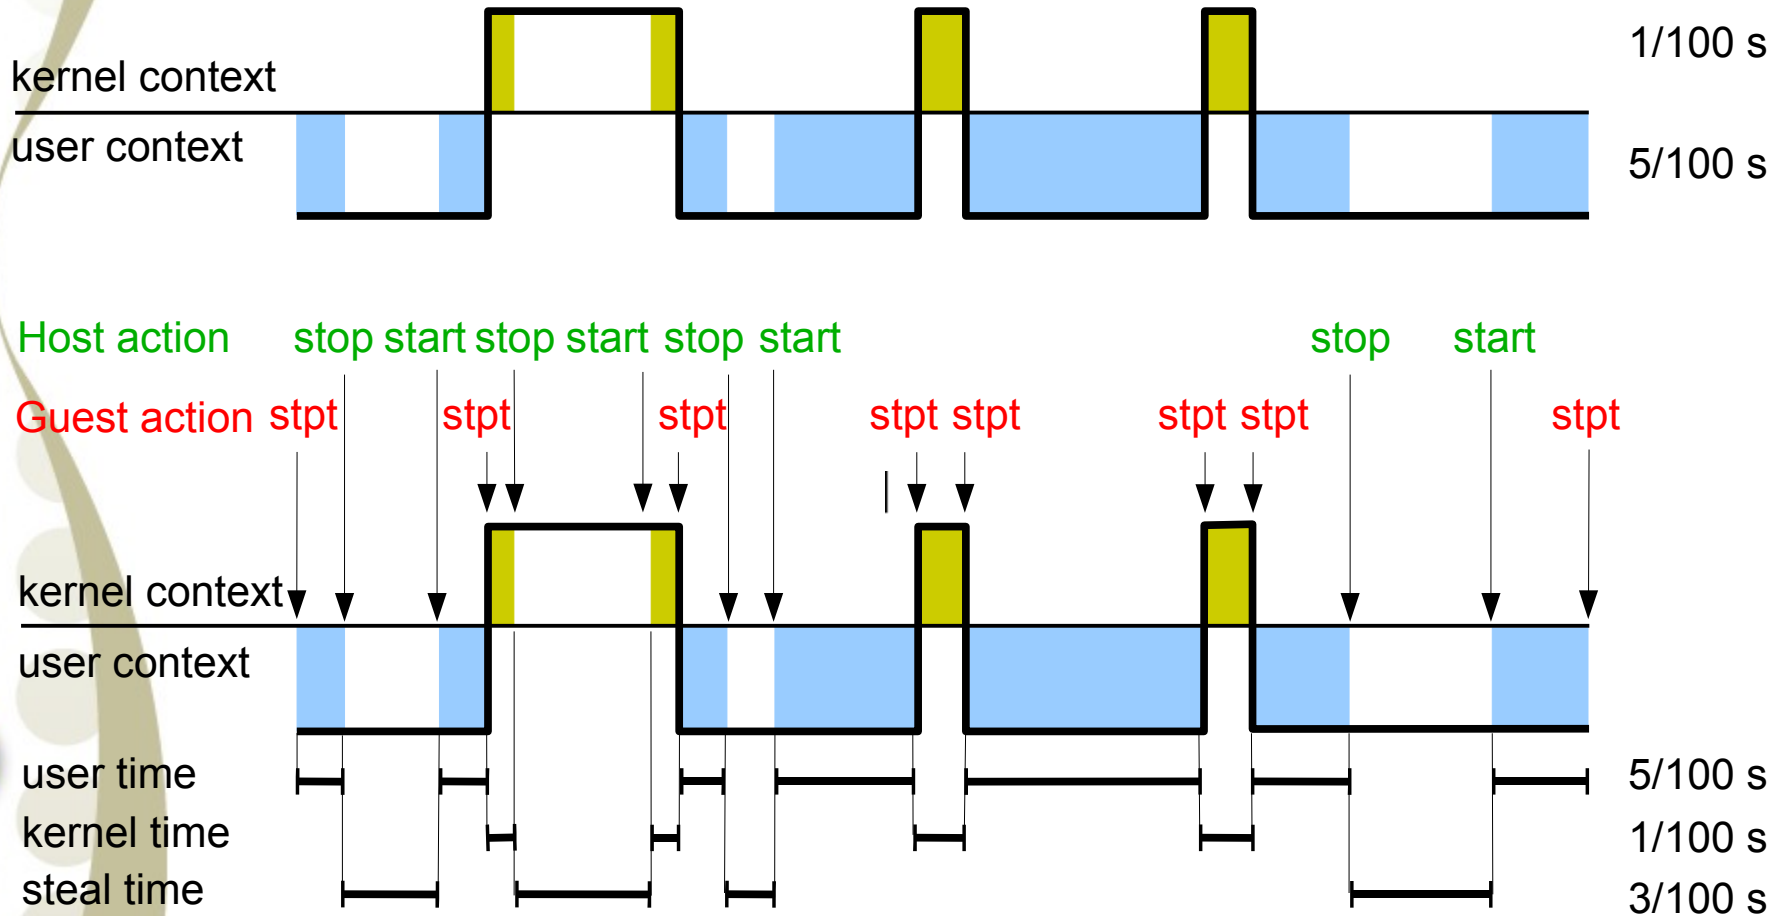 1/100 s
kernel context
user context
5/100 s
Host action stop start stop start stop start stop start
Guest action stpt stpt stpt stpt stpt stpt stpt stpt
kernel context
user context
user time 5/100 s
kernel time 1/100 s
steal time 3/100 s